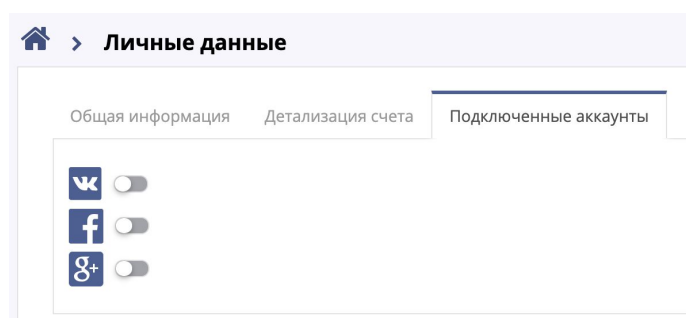 Личные данные
Общая информация Детализация счета Подключенные аккаунты
g+